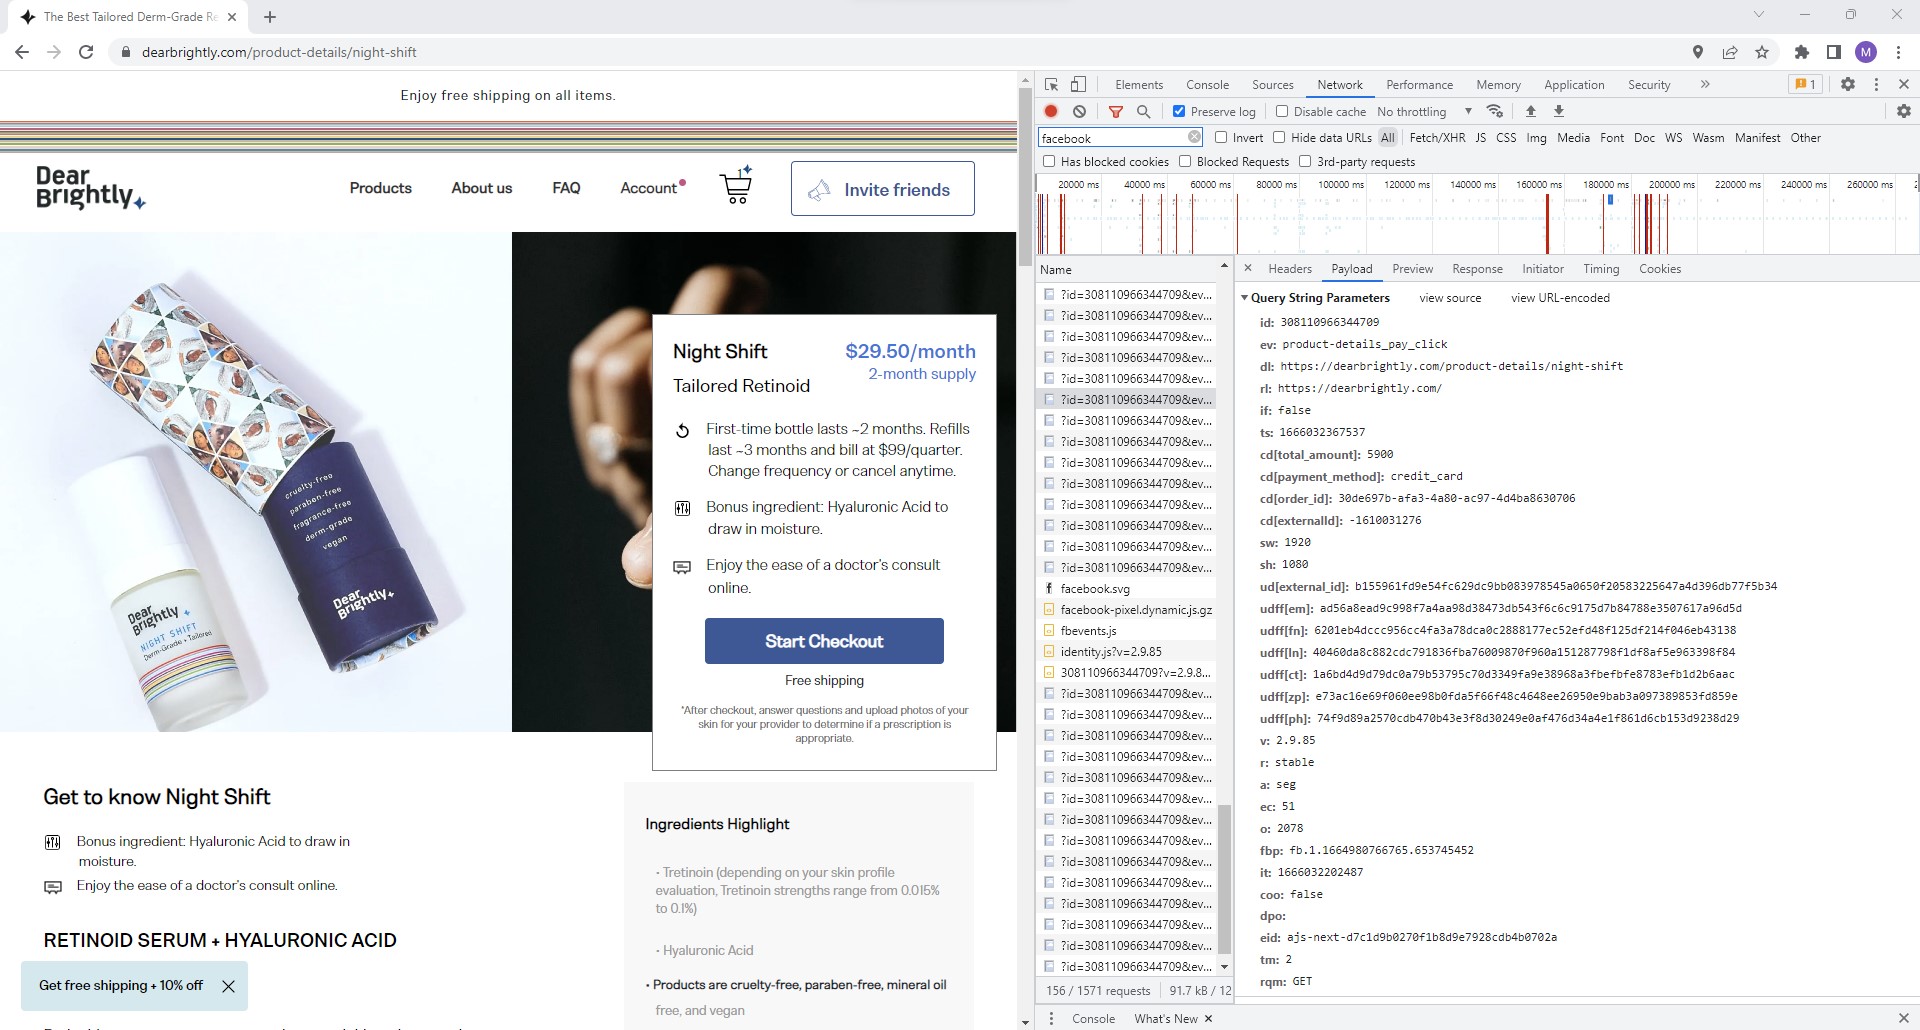 The Best Tailored Derm-Grade Re
dearbrightly.com/product-details/night-shift
M
Enjoy free shipping on all items.
Dear
Brightly
Products
About us
FAQ
Account
1
Invite friends
cruelty-free
paraben-free
fragrance-free
derm-grade
vegan
Dear
Brightly
Dear
Brightly
NIGHT SHIFT
Derm-Grade + Tailored
Night Shift
$29.50/month
2-month supply
Tailored Retinoid
First-time bottle lasts ~2 months. Refills
last ~3 months and bill at $99/quarter.
Change frequency or cancel anytime.
Bonus ingredient: Hyaluronic Acid to
draw in moisture.
Enjoy the ease of a doctor's consult
online.
Start Checkout
Free shipping
*After checkout, answer questions and upload photos of your
skin for your provider to determine if a prescription is
appropriate.
Get to know Night Shift
Bonus ingredient: Hyaluronic Acid to draw in
moisture.
Enjoy the ease of a doctor's consult online.
RETINOID SERUM + HYALURONIC ACID
Get free shipping + 10% off
Ingredients Highlight
• Tretinoin (depending on your skin profile
evaluation, Tretinoin strengths range from 0.015%
to 0.1%)
• Hyaluronic Acid
• Products are cruelty-free, paraben-free, mineral oil
free, and vegan
Elements Console Sources Network Performance Memory Application Security » 1
Preserve log Disable cache No throttling
facebook Invert Hide data URLs All Fetch/XHR JS CSS Img Media Font Doc WS Wasm Manifest Other
Has blocked cookies Blocked Requests 3rd-party requests
20000 ms 40000 ms 60000 ms 80000 ms 100000 ms 120000 ms 140000 ms 160000 ms 180000 ms 200000 ms 220000 ms 240000 ms 260000 ms 2
Name
?id=308110966344709&ev...
?id=308110966344709&ev...
?id=308110966344709&ev...
?id=308110966344709&ev...
?id=308110966344709&ev...
?id=308110966344709&ev...
?id=308110966344709&ev...
?id=308110966344709&ev...
?id=308110966344709&ev...
?id=308110966344709&ev...
?id=308110966344709&ev...
?id=308110966344709&ev...
?id=308110966344709&ev...
?id=308110966344709&ev...
facebook.svg
facebook-pixel.dynamic.js.gz
fbevents.js
identity.js?v=2.9.85
308110966344709?v=2.9.8...
?id=308110966344709&ev...
?id=308110966344709&ev...
?id=308110966344709&ev...
?id=308110966344709&ev...
?id=308110966344709&ev...
?id=308110966344709&ev...
?id=308110966344709&ev...
?id=308110966344709&ev...
?id=308110966344709&ev...
?id=308110966344709&ev...
?id=308110966344709&ev...
?id=308110966344709&ev...
?id=308110966344709&ev...
?id=308110966344709&ev...
156 / 1571 requests 91.7 kB / 12
Headers Payload Preview Response Initiator Timing Cookies
Query String Parameters view source view URL-encoded
id: 308110966344709
ev: product-details_pay_click
dl: https://dearbrightly.com/product-details/night-shift
rl: https://dearbrightly.com/
if: false
ts: 1666032367537
cd[total_amount]: 5900
cd[payment_method]: credit_card
cd[order_id]: 30de697b-afa3-4a80-ac97-4d4ba8630706
cd[externalId]: -1610031276
sw: 1920
sh: 1080
ud[external_id]: b155961fd9e54fc629dc9bb083978545a0650f20583225647a4d396db77f5b34
udff[em]: ad56a8ead9c998f7a4aa98d38473db543f6c6c9175d7b84788e3507617a96d5d
udff[fn]: 6201eb4dccc956cc4fa3a78dca0c2888177ec52efd48f125df214f046eb43138
udff[ln]: 40460da8c882cdc791836fba76009870f960a151287798f1df8af5e963398f84
udff[ct]: 1a6bd4d9d79dc0a79b53795c70d3349fa9e38968a3fbefbfe8783efb1d2b6aac
udff[zp]: e73ac16e69f060ee98b0fda5f66f48c4648ee26950e9bab3a097389853fd859e
udff[ph]: 74f9d89a2570cdb470b43e3f8d30249e0af476d34a4e1f861d6cb153d9238d29
v: 2.9.85
r: stable
a: seg
ec: 51
o: 2078
fbp: fb.1.1664980766765.653745452
it: 1666032202487
coo: false
dpo:
eid: ajs-next-d7c1d9b0270f1b8d9e7928cdb4b0702a
tm: 2
rqm: GET
Console What's New